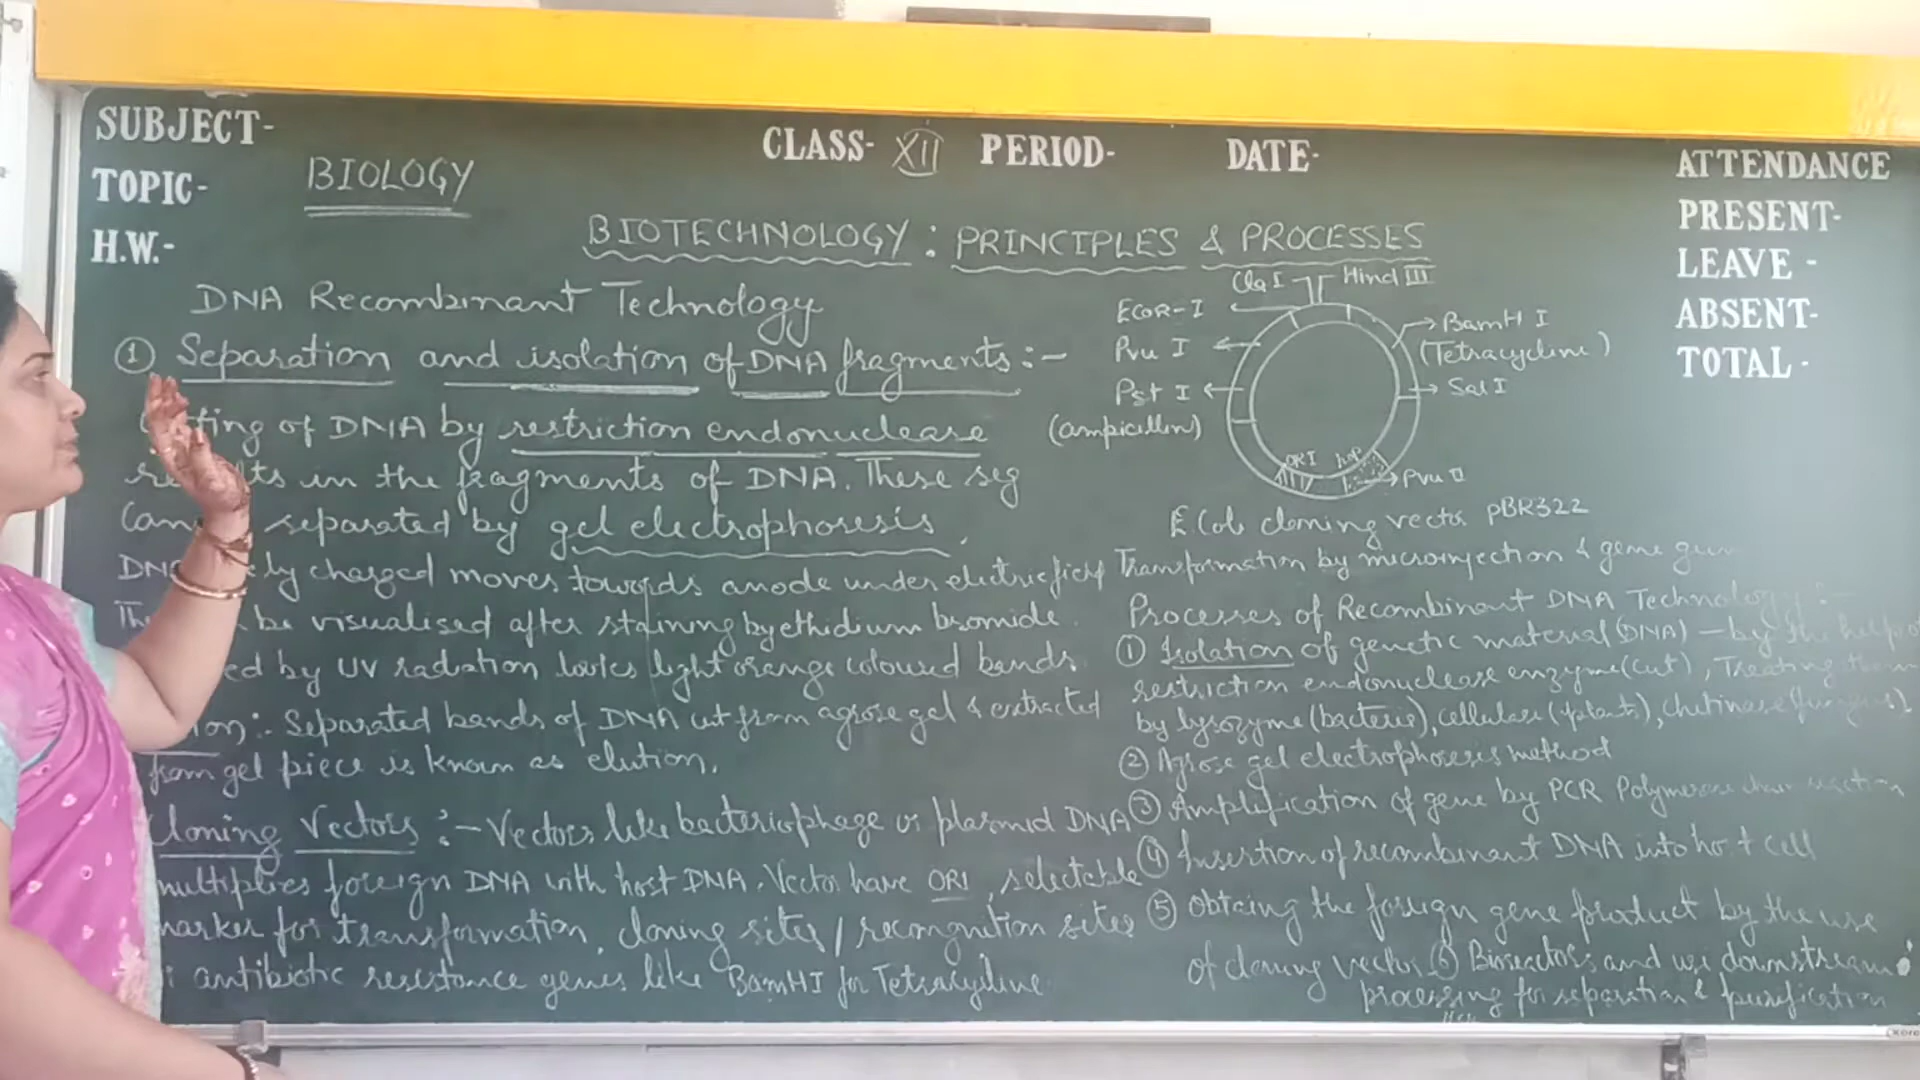 SUBJECT-
TOPIC-
H.W.-
BIOLOGY
CLASS- XII PERIOD- DATE-
ATTENDANCE
PRESENT-
LEAVE -
ABSENT-
TOTAL -
BIOTECHNOLOGY : PRINCIPLES & PROCESSES
DNA Recombinant Technology
① Separation and isolation of DNA fragments :-
of DNA by restriction endonuclease
in the fragments of DNA. These seg
separated by gel electrophoresis.
charged moves towards anode under electric field
be visualised after staining by ethidium bromide.
by UV radiation looks light orange coloured bands
Separated bands of DNA cut from agrose gel & extracted
from gel piece is known as elution.
Cloning Vectors :- Vectors like bacteriophage or plasmid DNA
multiplies foreign DNA with host DNA. Vector have ORI, selectable
marker for transformation, cloning sites / recongnition sites
antibiotic resistance genes like BamHI for Tetracycline
Cla I Hind III
EcoR-I
Pvu I
Pst I
(ampicillin)
BamH I
(Tetracycline)
Sal I
ORI rop
Pvu II
E.Coli cloning vector pBR322
Transformation by microinjection & gene gun
Processes of Recombinant DNA Technology :-
① Isolation of genetic material (DNA) - by the help of
restriction endonuclease enzyme (cut), Treating them
by lysozyme (bacteria), cellulase (plants), chitinase (fungus).
② Agrose gel electrophoresis method
③ Amplification of gene by PCR Polymerase chain reaction
④ Insertion of recombinant DNA into host cell
⑤ Obtaing the foreign gene product by the use
of cloning vector ⑥ Bioreactors and downstream
processing for separation & purification